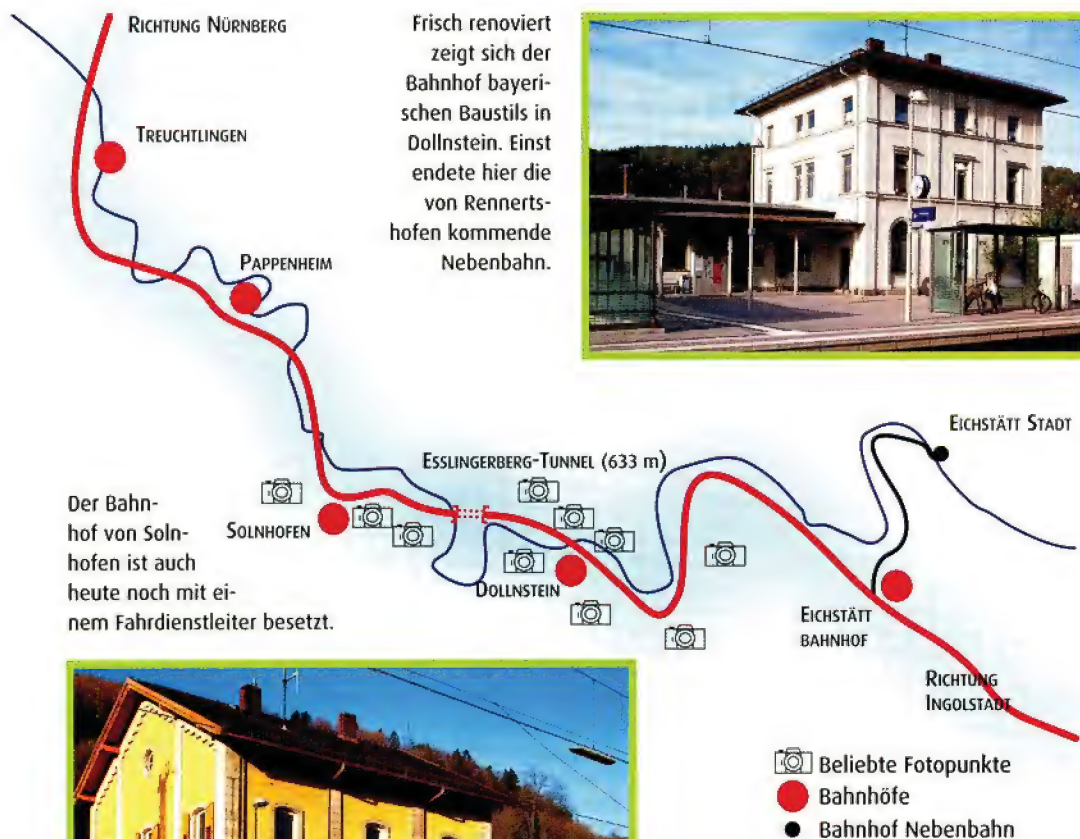 RICHTUNG NÜRNBERG
TREUCHTLINGEN
PAPPENHEIM
Frisch renoviert
zeigt sich der
Bahnhof bayeri-
schen Baustils in
Dollnstein. Einst
endete hier die
von Rennerts-
hofen kommende
Nebenbahn.
EICHSTÄTT STADT
ESSLINGERBERG-TUNNEL (633 m)
SOLNHOFEN
DOLLNSTEIN
EICHSTÄTT
BAHNHOF
RICHTUNG
INGOLSTADT
Der Bahn-
hof von Soln-
hofen ist auch
heute noch mit ei-
nem Fahrdienstleiter besetzt.
Beliebte Fotopunkte
Bahnhöfe
Bahnhof Nebenbahn